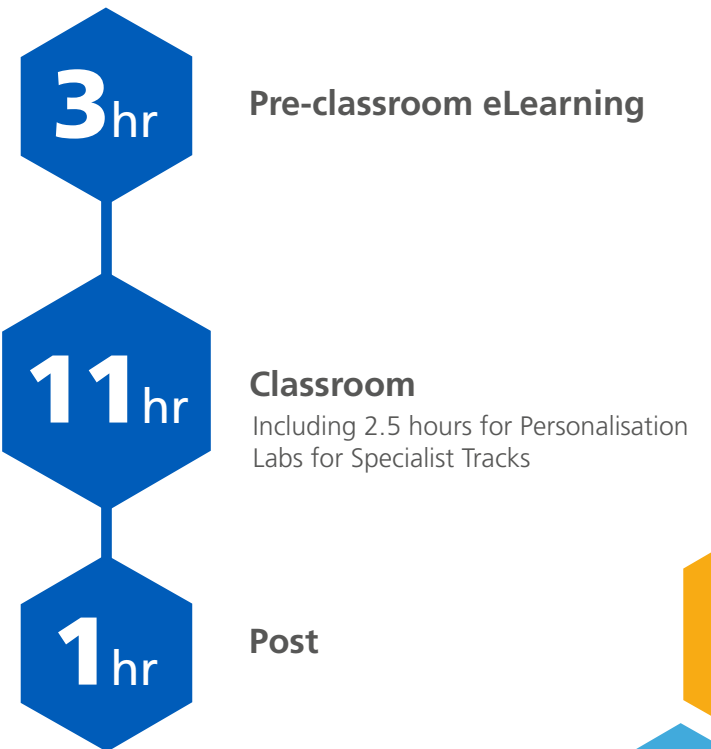 3hr
Pre-classroom eLearning
11hr
Classroom
Including 2.5 hours for Personalisation
Labs for Specialist Tracks
1hr
Post